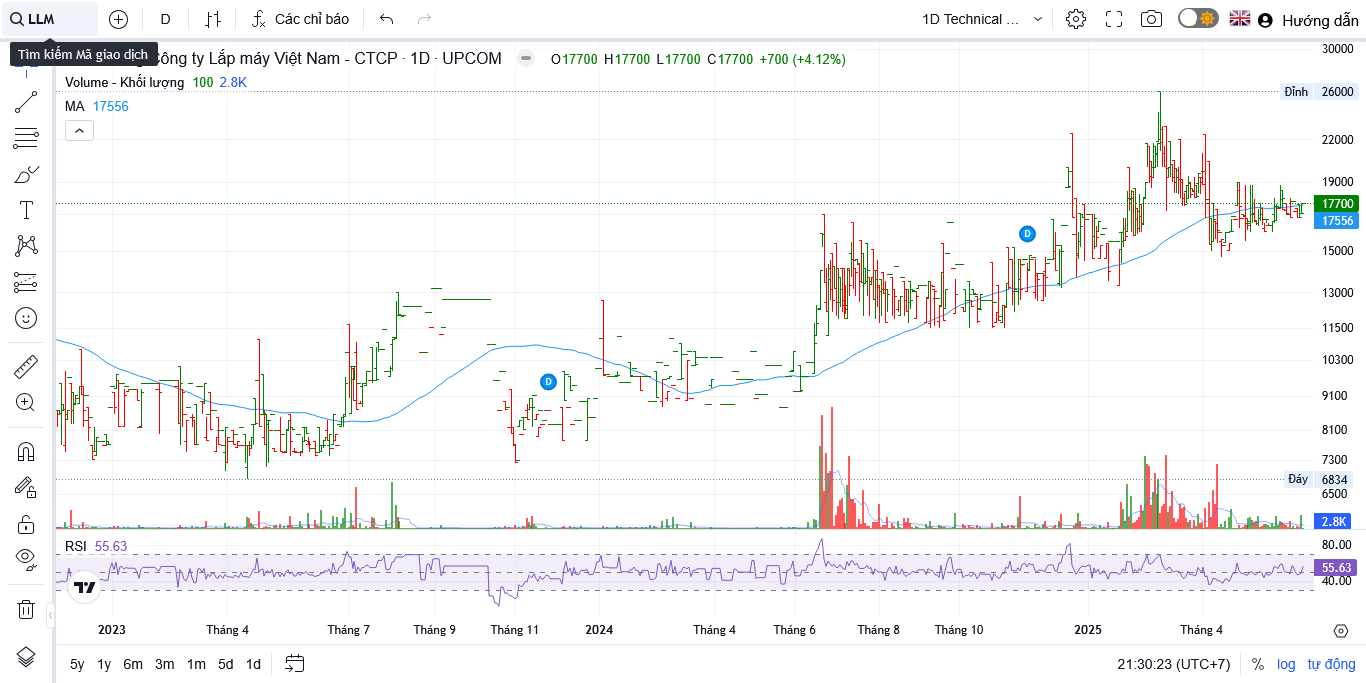 LLM
D
Các chỉ báo
1D Technical ...
Hướng dẫn
Tìm kiếm Mã giao dịch
Công ty Lắp máy Việt Nam - CTCP · 1D · UPCOM
O17700 H17700 L17700 C17700 +700 (+4.12%)
Volume - Khối lượng 100 2.8K
MA 17556
30000
Đỉnh 26000
22000
19000
17700
17556
15000
13000
11500
10300
9100
8100
7300
Đáy 6834
6500
2.8K
D
D
RSI 55.63
80.00
55.63
40.00
2023 Tháng 4 Tháng 7 Tháng 9 Tháng 11 2024 Tháng 4 Tháng 6 Tháng 8 Tháng 10 2025 Tháng 4
5y 1y 6m 3m 1m 5d 1d
21:30:23 (UTC+7) % log tự động